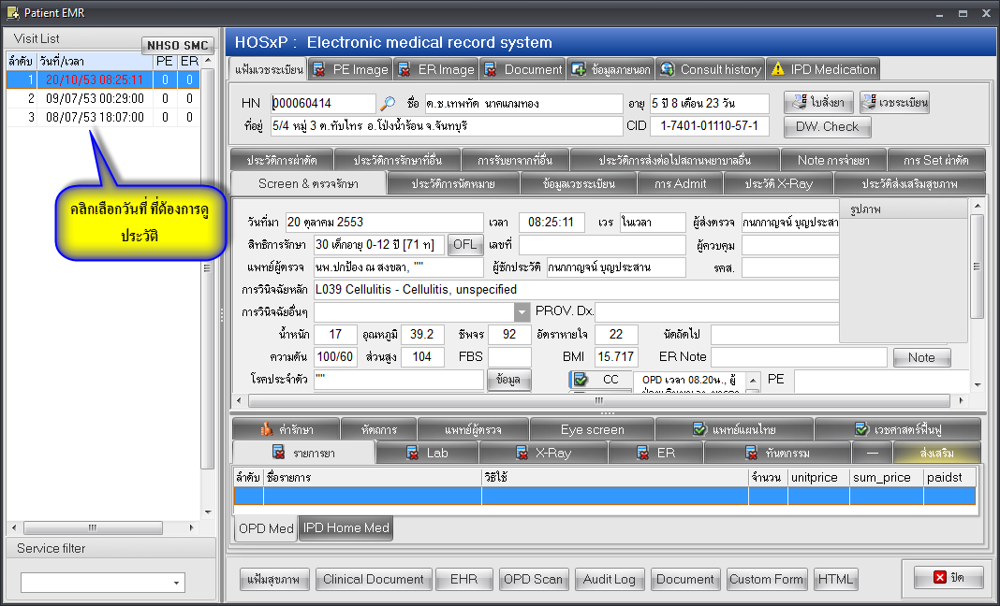 Patient EMR
Visit List
NHSO SMC
ลำดับ วันที่/เวลา PE ER
1 20/10/53 08:25:11 0 0
2 09/07/53 00:29:00 0 0
3 08/07/53 18:07:00 0 0
คลิกเลือกวันที่ ที่ต้องการดู
ประวัติ
Service filter
HOSxP : Electronic medical record system
แฟ้มเวชระเบียน PE Image ER Image Document ข้อมูลภายนอก Consult history IPD Medication
HN 000060414 ชื่อ ด.ช.เทพทัต นาคแกมทอง อายุ 5 ปี 8 เดือน 23 วัน ใบสั่งยา เวชระเบียน
ที่อยู่ 5/4 หมู่ 3 ต.ทับไทร อ.โป่งน้ำร้อน จ.จันทบุรี CID 1-7401-01110-57-1 DW. Check
ประวัติการผ่าตัด ประวัติการรักษาที่อื่น การรับยาจากที่อื่น ประวัติการส่งต่อไปสถานพยาบาลอื่น Note การจ่ายยา การ Set ผ่าตัด
Screen & ตรวจรักษา ประวัติการนัดหมาย ข้อมูลเวชระเบียน การ Admit ประวัติ X-Ray ประวัติส่งเสริมสุขภาพ
รูปภาพ
วันที่มา 20 ตุลาคม 2553 เวลา 08:25:11 เวร ในเวลา ผู้ส่งตรวจ กนกกาญจน์ บุญประสา
สิทธิการรักษา 30 เด็กอายุ 0-12 ปี [71 ท] OFL เลขที่ ผู้ควบคุม
แพทย์ผู้ตรวจ นพ.ปกป้อง ณ สงขลา, "" ผู้ซักประวัติ กนกกาญจน์ บุญประสาน รคส.
การวินิจฉัยหลัก L039 Cellulitis - Cellulitis, unspecified
การวินิจฉัยอื่นๆ PROV. Dx.
น้ำหนัก 17 อุณหภูมิ 39.2 ชีพจร 92 อัตราหายใจ 22 นัดถัดไป
ความดัน 100/60 ส่วนสูง 104 FBS BMI 15.717 ER Note Note
โรคประจำตัว "" ข้อมูล CC OPD เวลา 08.20น., ผู้ PE
ค่ารักษา หัตถการ แพทย์ผู้ตรวจ Eye screen แพทย์แผนไทย เวชศาสตร์ฟื้นฟู
รายการยา Lab X-Ray ER ทันตกรรม — ส่งเสริม
ลำดับ ชื่อรายการ วิธีใช้ จำนวน unitprice sum_price paidst
OPD Med IPD Home Med
แฟ้มสุขภาพ Clinical Document EHR OPD Scan Audit Log Document Custom Form HTML ปิด